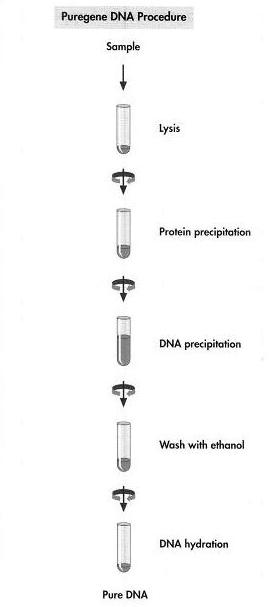 Puregene DNA Procedure
Sample
Lysis
Protein precipitation
DNA precipitation
Wash with ethanol
DNA hydration
Pure DNA